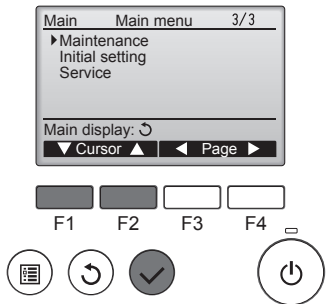 Main Main menu 3/3
▶Maintenance
Initial setting
Service
Main display: ↺
▼ Cursor ▲ ◀ Page ▶
F1 F2 F3 F4